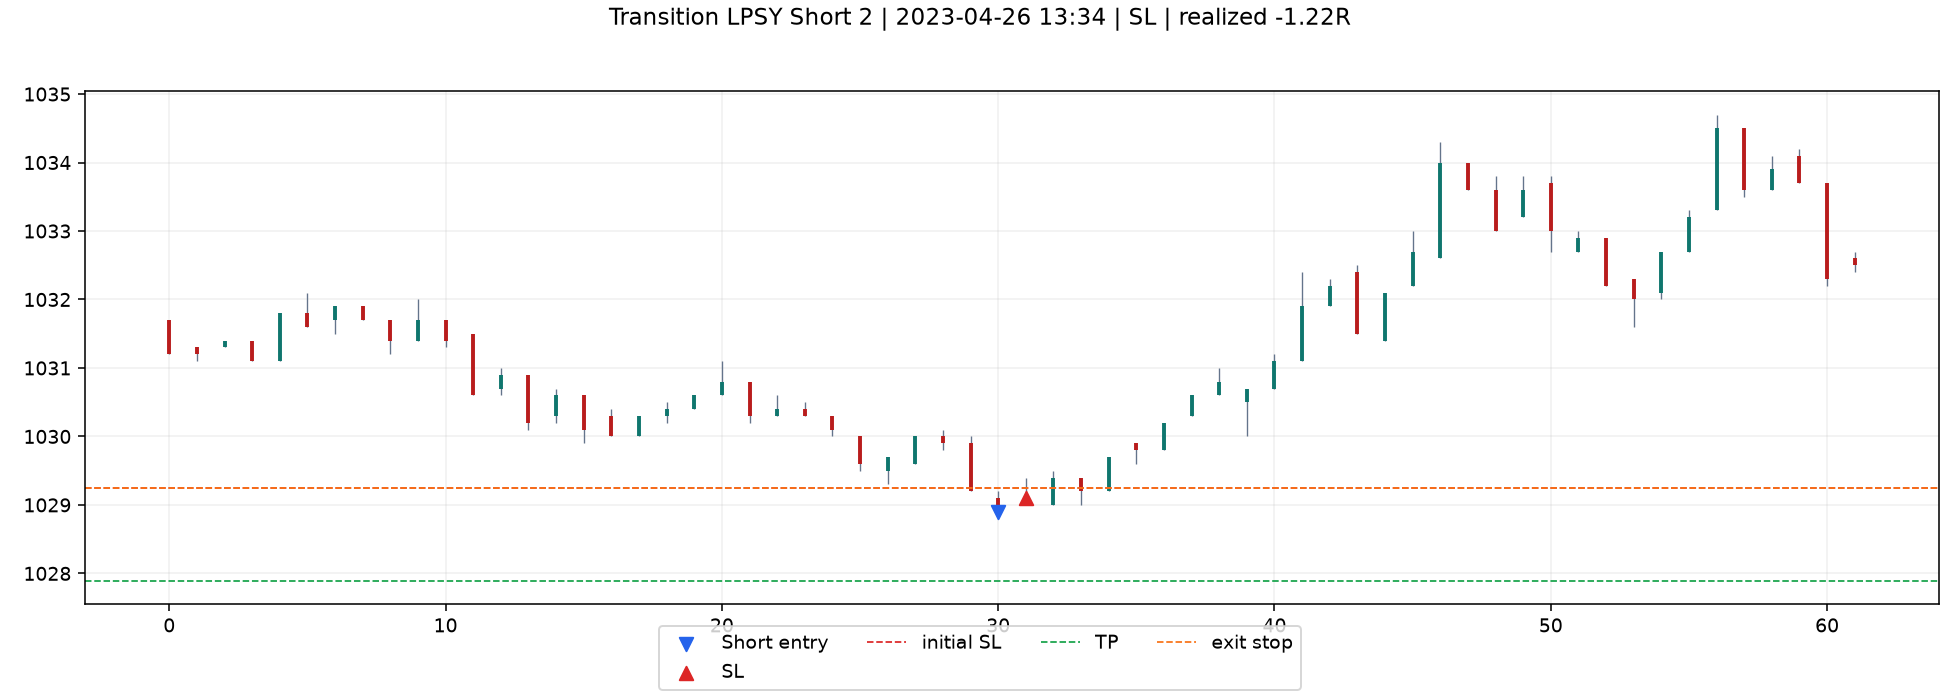 Transition LPSY Short 2 | 2023-04-26 13:34 | SL | realized -1.22R
1035
1034
1033
1032
1031
1030
1029
1028
0 10 20 30 40 50 60
Short entry initial SL TP exit stop
SL